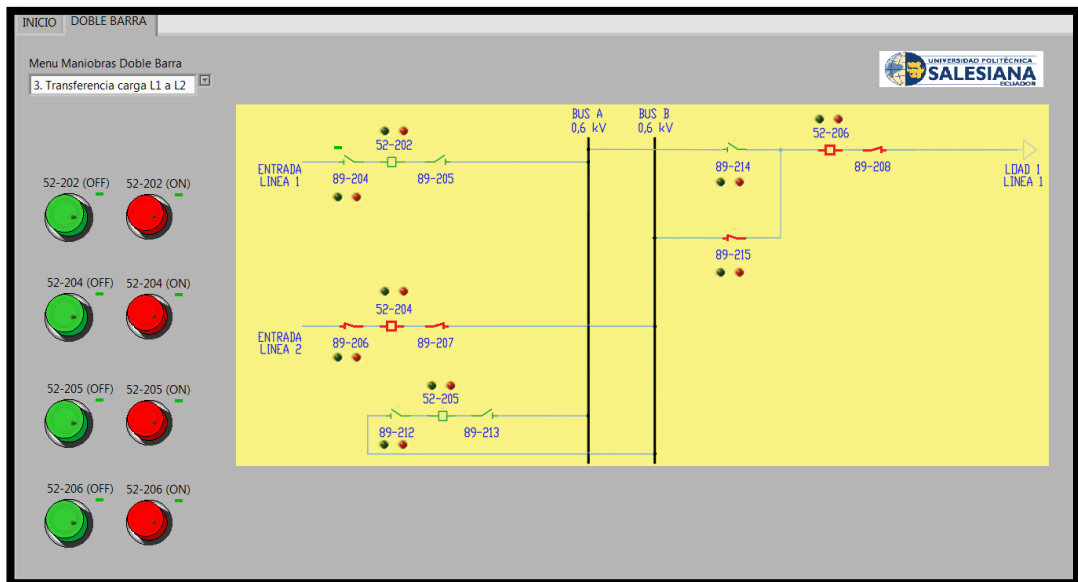 INICIO
DOBLE BARRA
Menu Maniobras Doble Barra
3. Transferencia carga L1 a L2
UNIVERSIDAD POLITÉCNICA
SALESIANA
ECUADOR
52-202 (OFF)
52-202 (ON)
52-204 (OFF)
52-204 (ON)
52-205 (OFF)
52-205 (ON)
52-206 (OFF)
52-206 (ON)
BUS A
0,6 kV
BUS B
0,6 kV
52-202
ENTRADA
LINEA 1
89-204
89-205
52-206
89-214
89-208
LOAD 1
LINEA 1
89-215
52-204
ENTRADA
LINEA 2
89-206
89-207
52-205
89-212
89-213